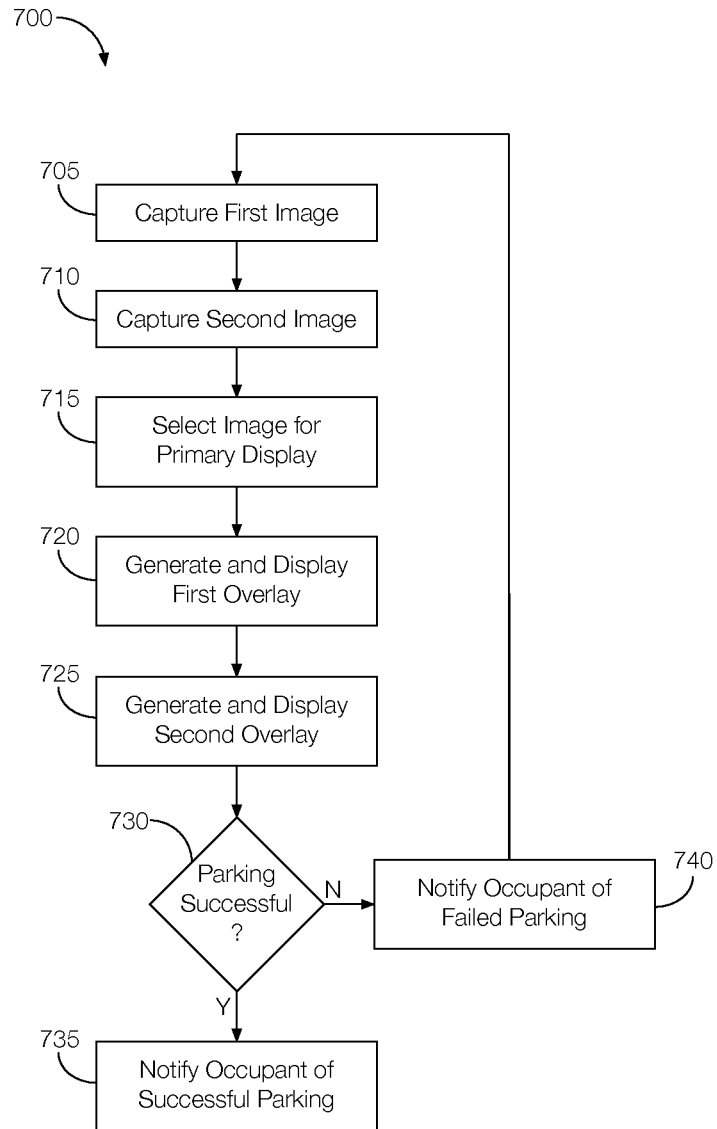 700
705
Capture First Image
710
Capture Second Image
715
Select Image for
Primary Display
720
Generate and Display
First Overlay
725
Generate and Display
Second Overlay
730
Parking
Successful
?
N
740
Notify Occupant of
Failed Parking
Y
735
Notify Occupant of
Successful Parking